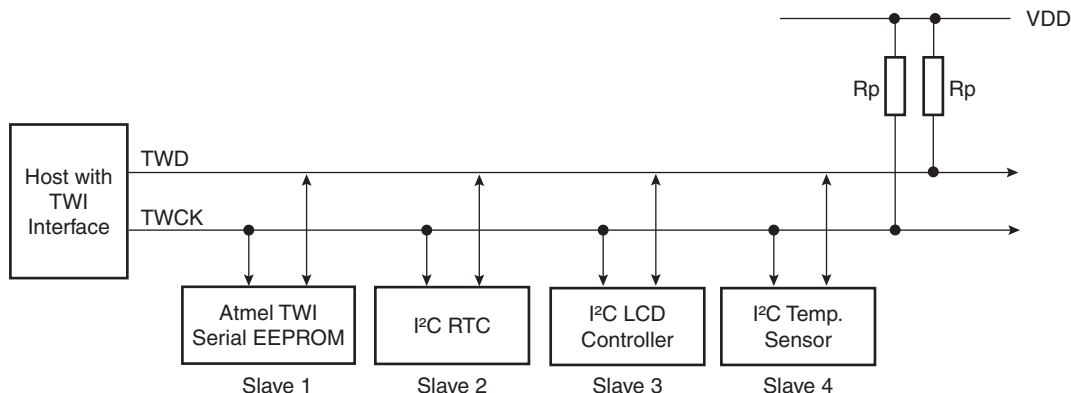 VDD
Rp
Rp
Host with
TWI
Interface
TWD
TWCK
Atmel TWI
Serial EEPROM
Slave 1
I²C RTC
Slave 2
I²C LCD
Controller
Slave 3
I²C Temp.
Sensor
Slave 4